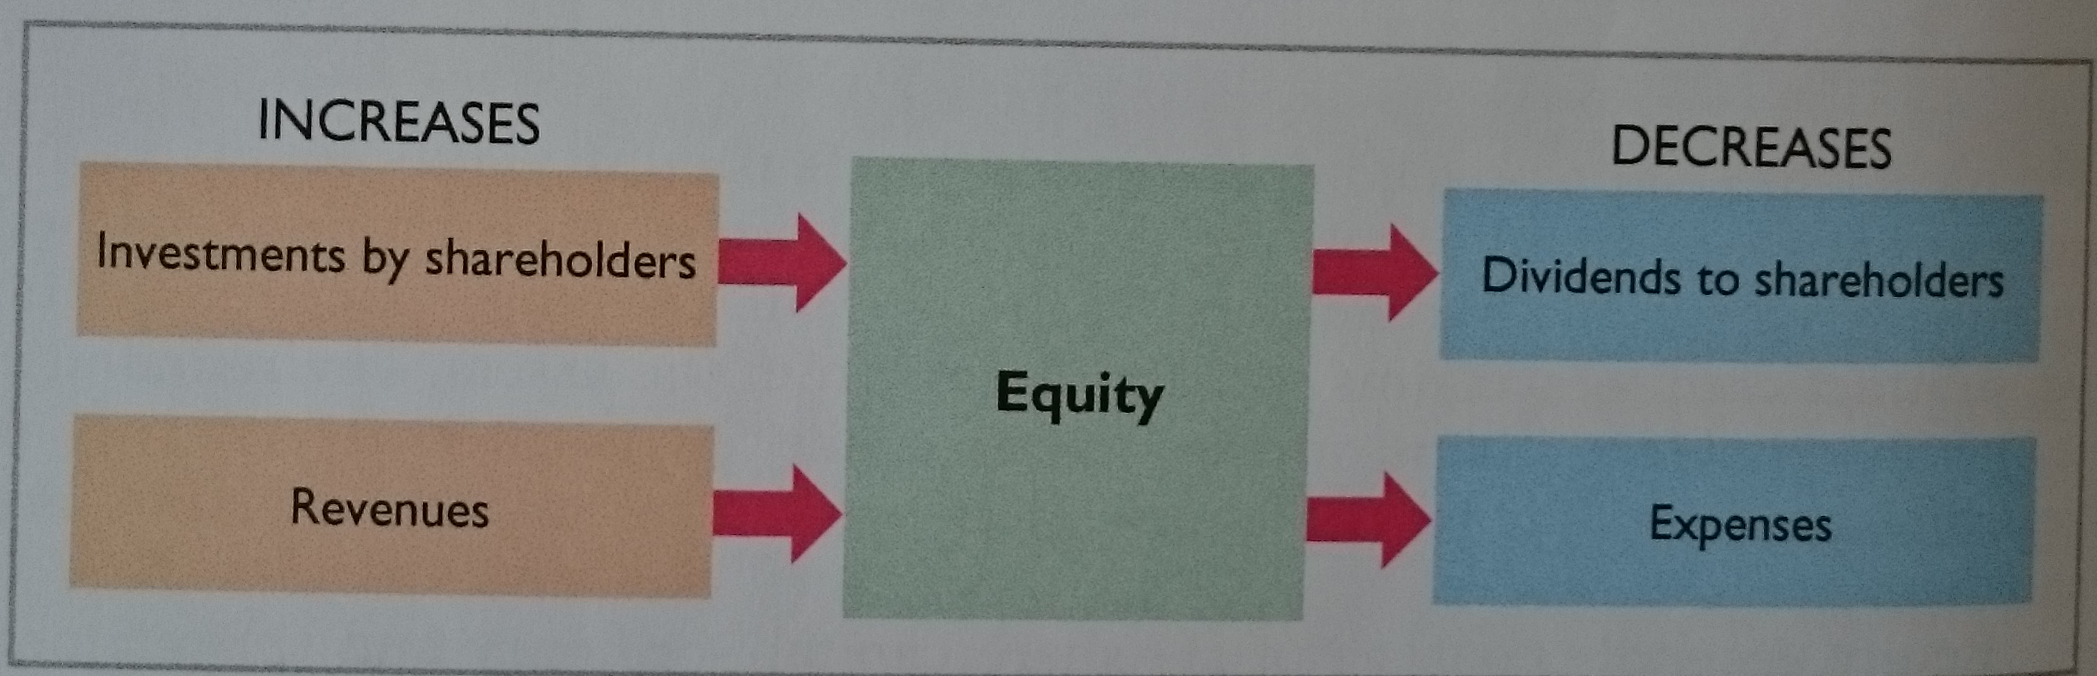 INCREASES
Investments by shareholders
Revenues
Equity
DECREASES
Dividends to shareholders
Expenses